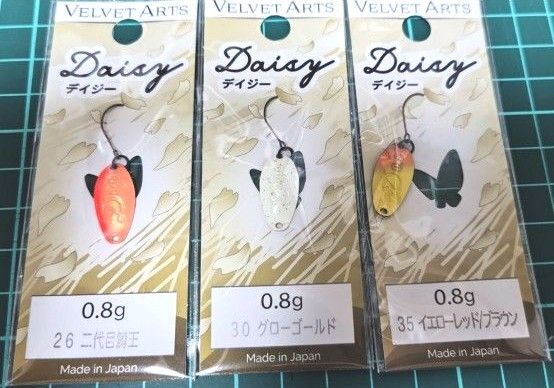 VELVET ARTS
Daisy
デイジー
0.8g
26 二代目鱒王
Made in Japan
VELVET ARTS
Daisy
デイジー
0.8g
30 グローゴールド
Made in Japan
VELVET ARTS
Daisy
デイジー
0.8g
35 イエローレッド/ブラウン
Made in Japan